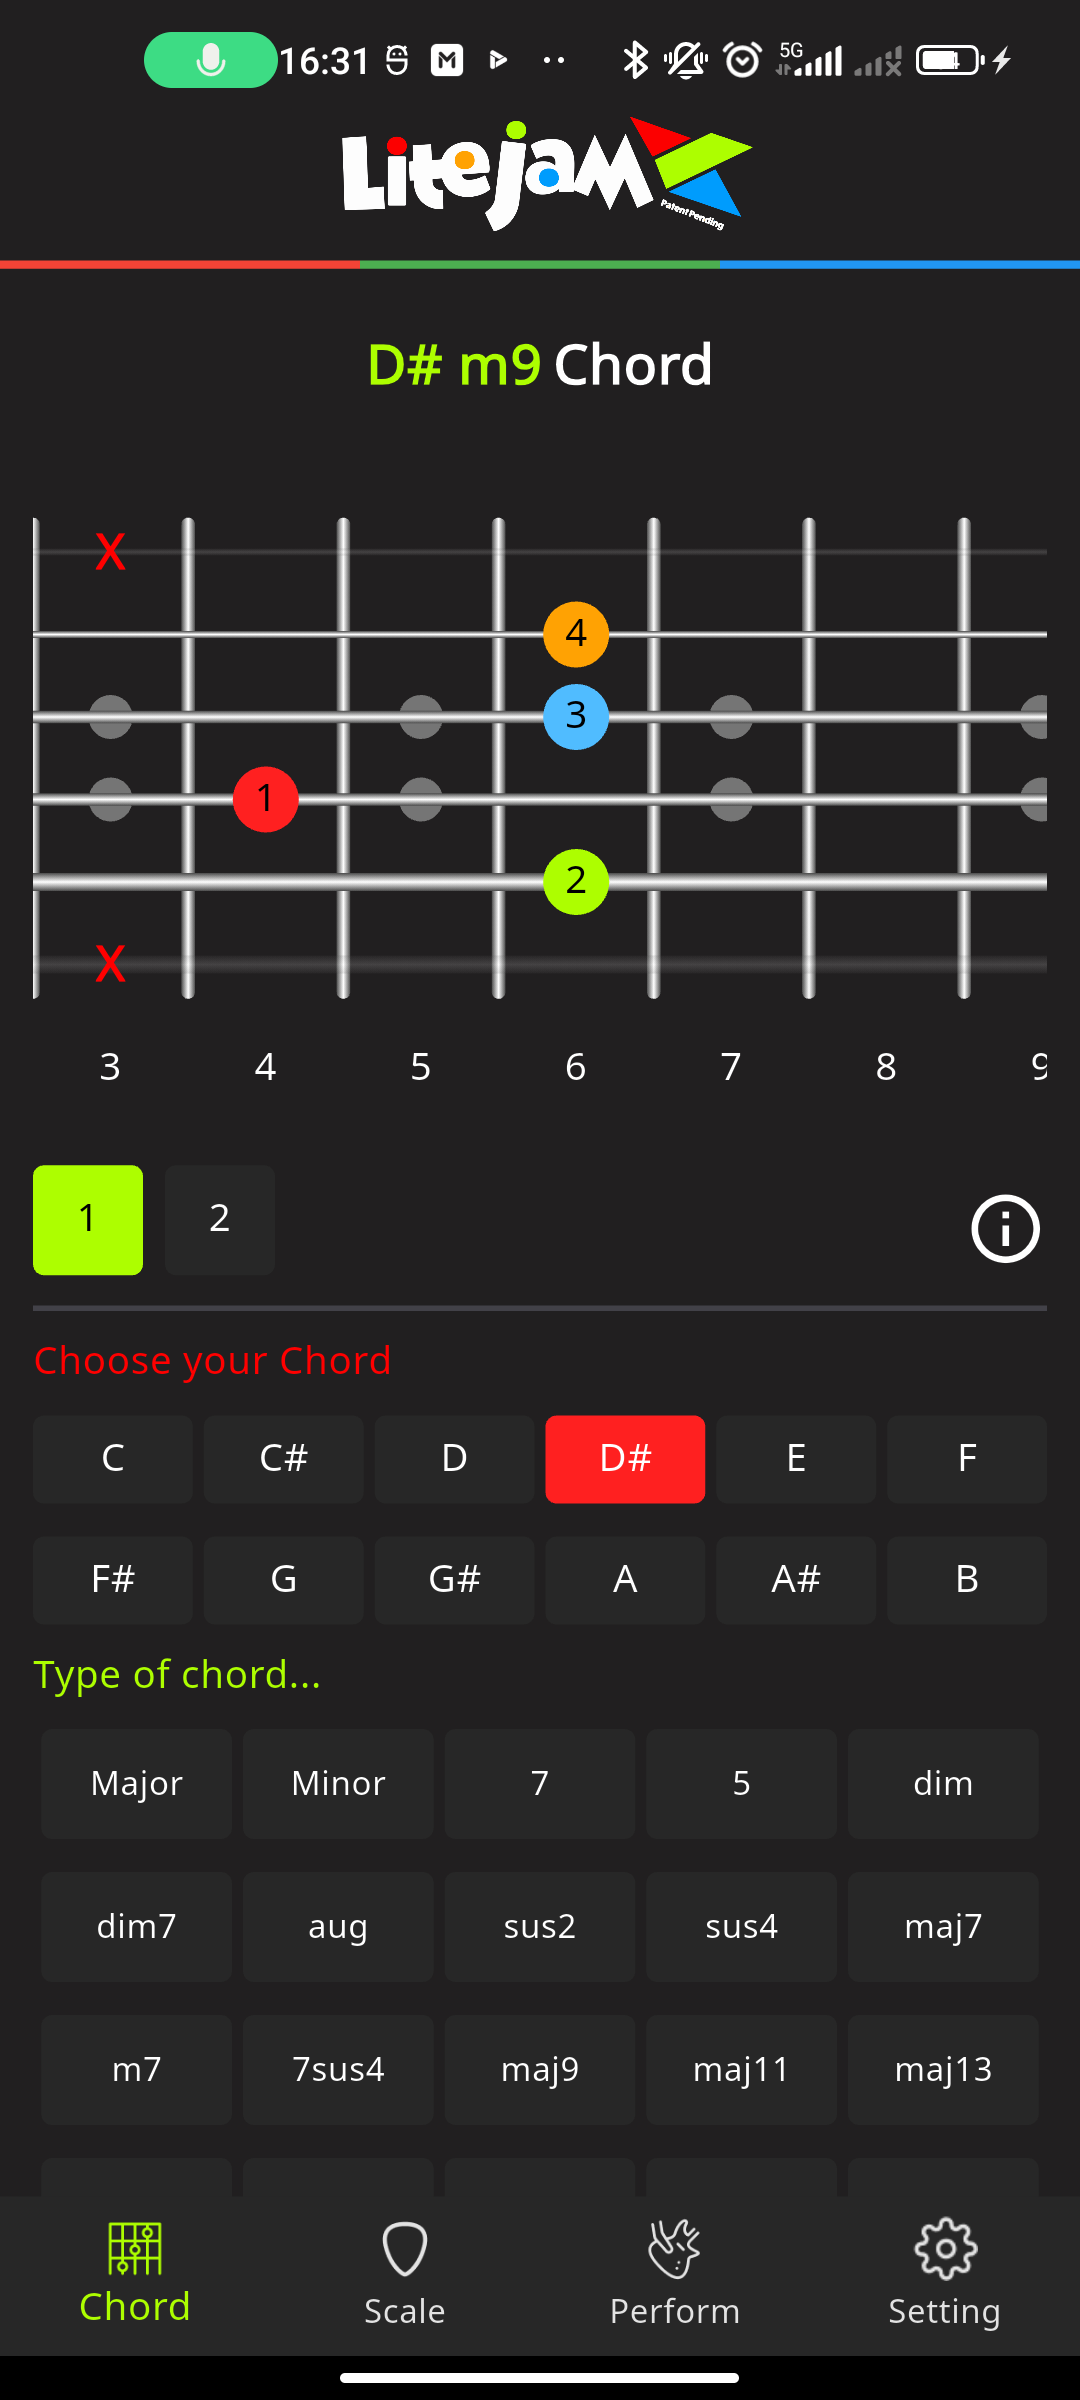 16:31 5G
Litejam
Patent Pending
D# m9 Chord
X
4
3
1
2
X
3 4 5 6 7 8 9
1 2
Choose your Chord
C C# D D# E F
F# G G# A A# B
Type of chord...
Major Minor 7 5 dim
dim7 aug sus2 sus4 maj7
m7 7sus4 maj9 maj11 maj13
Chord Scale Perform Setting